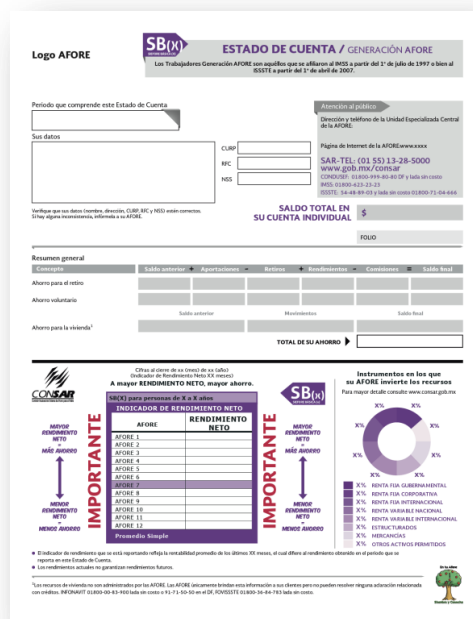 Logo AFORE
SB(X)
ESTADO DE CUENTA / GENERACIÓN AFORE
Los Trabajadores Generación AFORE son aquéllos que se afiliaron al IMSS a partir del 1° de julio de 1997 o bien al
ISSSTE a partir del 1° de abril de 2007.
Periodo que comprende este Estado de Cuenta
Sus datos
CURP
RFC
NSS
Atención al público
Dirección y teléfono de la Unidad Especializada Central
de la AFORE:
Página de Internet de la AFORE:www.xxxx
SAR-TEL: (01 55) 13-28-5000
www.gob.mx/consar
CONDUSEF: 01800-999-80-80 DF y lada sin costo
IMSS: 01800-623-23-23
ISSSTE: 54-48-89-03 y lada sin costo 01800-71-04-666
Verifique que sus datos (nombre, dirección, CURP, RFC y NSS) estén correctos.
Si hay alguna inconsistencia, infórmela a su AFORE.
SALDO TOTAL EN
SU CUENTA INDIVIDUAL
$
FOLIO
Resumen general
Concepto Saldo anterior + Aportaciones - Retiros + Rendimientos - Comisiones = Saldo final
Ahorro para el retiro
Ahorro voluntario
Saldo anterior Movimientos Saldo final
Ahorro para la vivienda¹
TOTAL DE SU AHORRO
CONSAR
Cifras al cierre de xx (mes) de xx (año)
(Indicador de Rendimiento Neto XX meses)
A mayor RENDIMIENTO NETO, mayor ahorro.
MAYOR
RENDIMIENTO
NETO
=
MÁS AHORRO
MENOR
RENDIMIENTO
NETO
=
MENOS AHORRO
IMPORTANTE
SB(X) para personas de X a X años
INDICADOR DE RENDIMIENTO NETO
AFORE RENDIMIENTO NETO
AFORE 1
AFORE 2
AFORE 3
AFORE 4
AFORE 5
AFORE 6
AFORE 7
AFORE 8
AFORE 9
AFORE 10
AFORE 11
AFORE 12
Promedio Simple
IMPORTANTE
SB(X)
MAYOR
RENDIMIENTO
NETO
=
MÁS AHORRO
MENOR
RENDIMIENTO
NETO
=
MENOS AHORRO
Instrumentos en los que
su AFORE invierte los recursos
Para mayor detalle consulte www.consar.gob.mx
X%
X%
X%
X%
X%
X%
X%
X%
X% RENTA FIJA GUBERNAMENTAL
X% RENTA FIJA CORPORATIVA
X% RENTA FIJA INTERNACIONAL
X% RENTA VARIABLE NACIONAL
X% RENTA VARIABLE INTERNACIONAL
X% ESTRUCTURADOS
X% MERCANCÍAS
X% OTROS ACTIVOS PERMITIDOS
● El indicador de rendimiento que se está reportando refleja la rentabilidad promedio de los últimos XX meses, el cual difiere al rendimiento obtenido en el periodo que se
reporta en este Estado de Cuenta.
● Los rendimientos actuales no garantizan rendimientos futuros.
¹Los recursos de vivienda no son administrados por las AFORE. Las AFORE únicamente brindan esta información a sus clientes pero no pueden resolver ninguna aclaración relacionada
con créditos. INFONAVIT 01800-00-83-900 lada sin costo o 91-71-50-50 en el DF, FOVISSSTE 01800-36-84-783 lada sin costo.